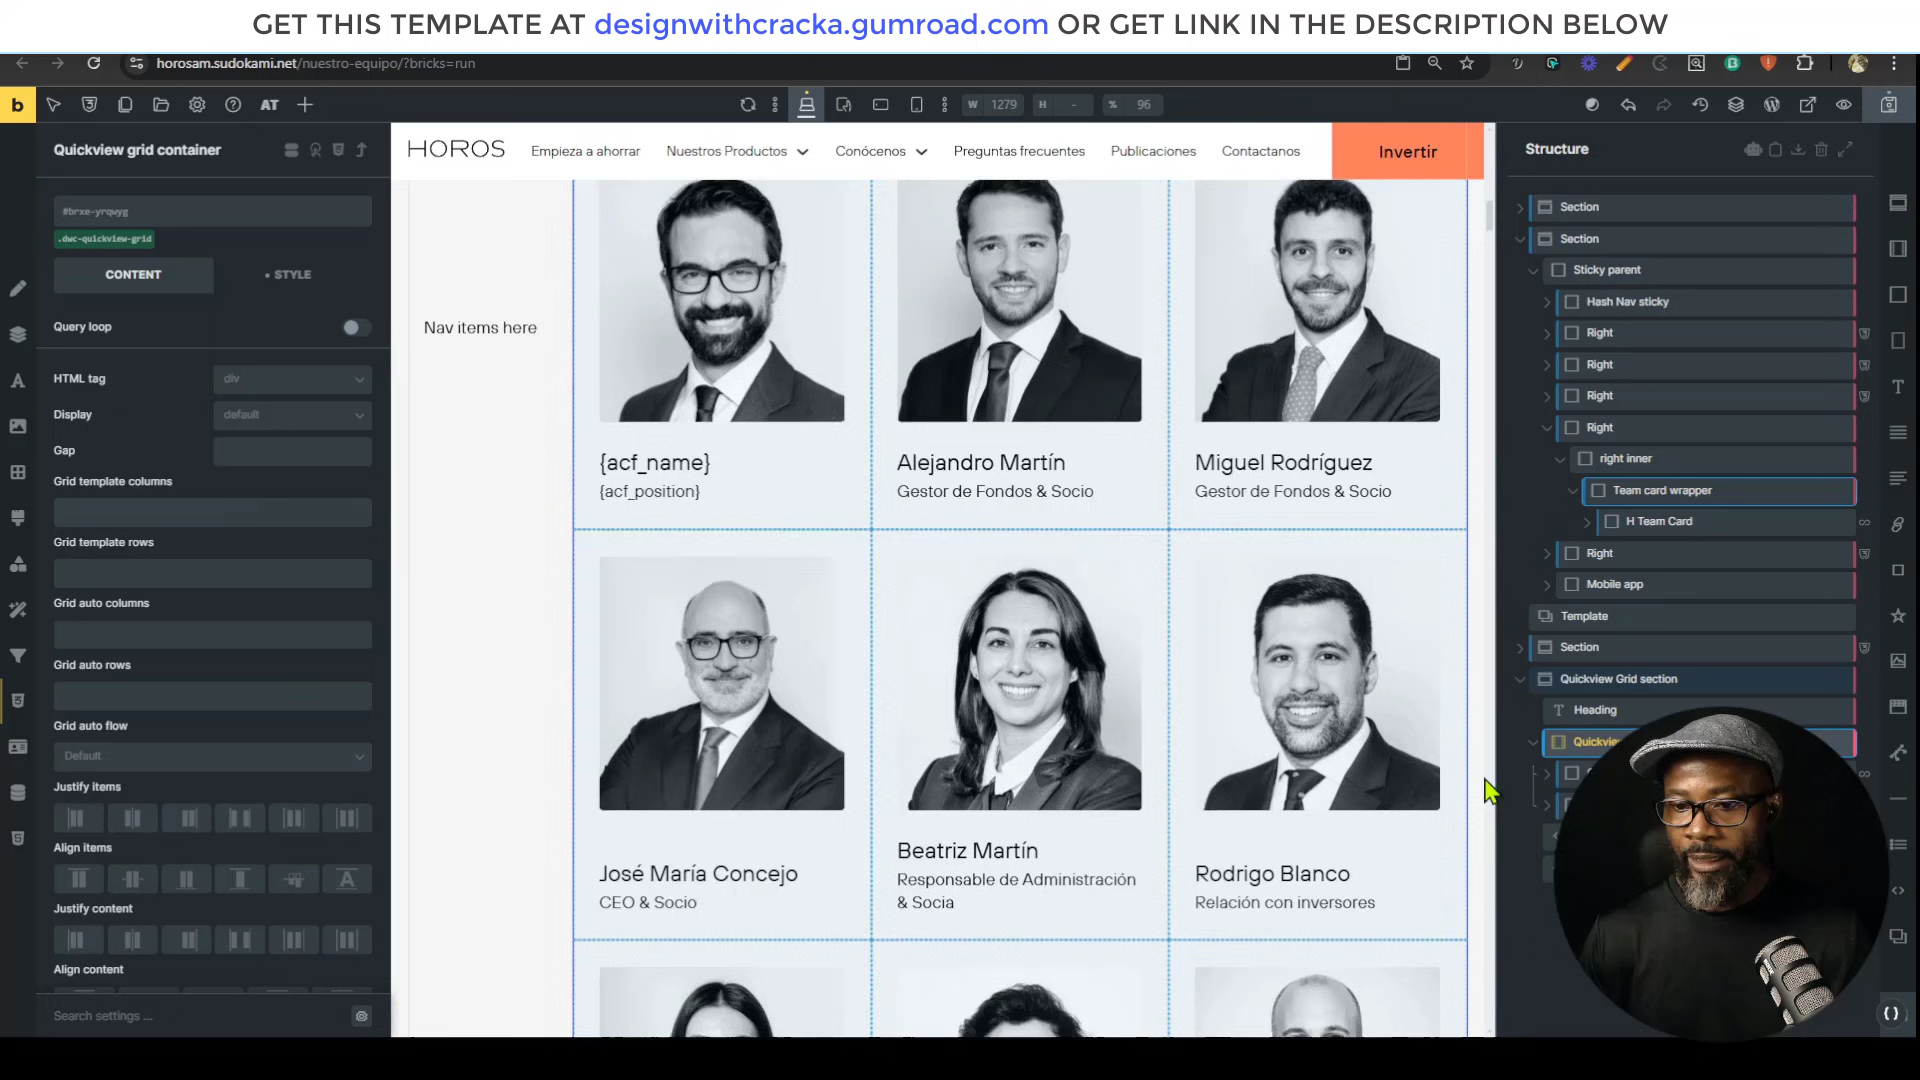 GET THIS TEMPLATE AT designwithcracka.gumroad.com OR GET LINK IN THE DESCRIPTION BELOW
horosam.sudokami.net/nuestro-equipo/?bricks=run
b
AT
W 1279 H - % 96
Quickview grid container
#brxe-yrqwyg
.dwc-quickview-grid
CONTENT
STYLE
Query loop
HTML tag
div
Display
default
Gap
Grid template columns
Grid template rows
Grid auto columns
Grid auto rows
Grid auto flow
Default
Justify items
Align items
Justify content
Align content
Search settings ...
HOROS
Empieza a ahorrar
Nuestros Productos
Conócenos
Preguntas frecuentes
Publicaciones
Contactanos
Invertir
Nav items here
{acf_name}
{acf_position}
Alejandro Martín
Gestor de Fondos & Socio
Miguel Rodríguez
Gestor de Fondos & Socio
José María Concejo
CEO & Socio
Beatriz Martín
Responsable de Administración
& Socia
Rodrigo Blanco
Relación con inversores
Structure
Section
Section
Sticky parent
Hash Nav sticky
Right
Right
Right
Right
right inner
Team card wrapper
H Team Card
Right
Mobile app
Template
Section
Quickview Grid section
Heading